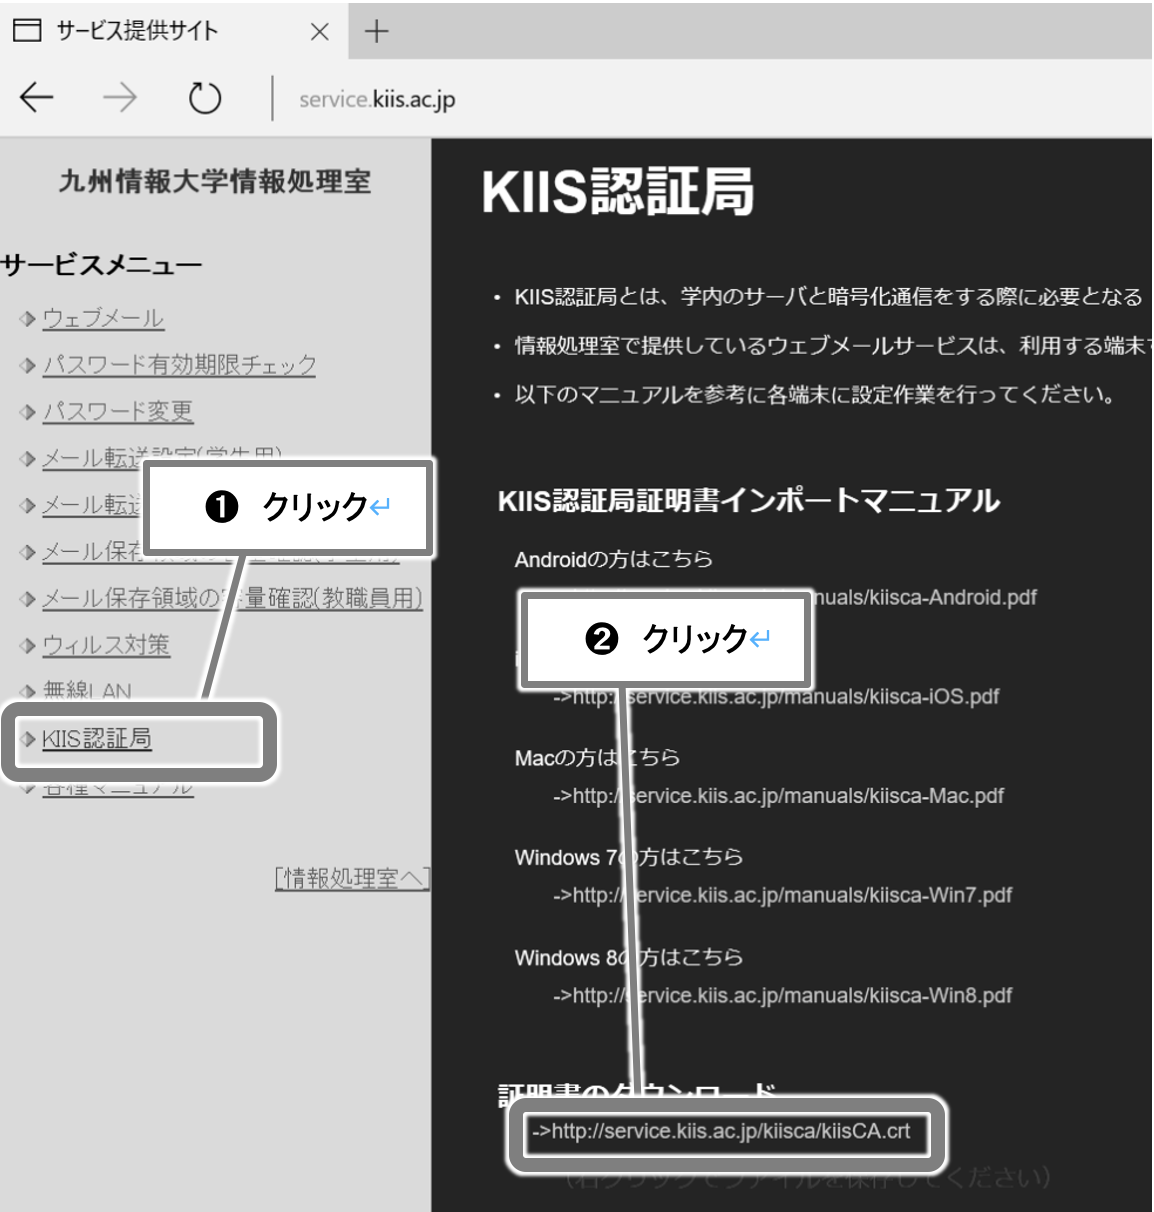 サービス提供サイト
service.kiis.ac.jp
九州情報大学情報処理室
サービスメニュー
ウェブメール
パスワード有効期限チェック
パスワード変更
メール転送設定(学生用)
メール転送
メール保存
メール保存領域の容量確認(教職員用)
ウィルス対策
無線LAN
KIIS認証局
各種マニュアル
[情報処理室へ]
❶ クリック↵
KIIS認証局
• KIIS認証局とは、学内のサーバと暗号化通信をする際に必要となる
• 情報処理室で提供しているウェブメールサービスは、利用する端末
• 以下のマニュアルを参考に各端末に設定作業を行ってください。
KIIS認証局証明書インポートマニュアル
Androidの方はこちら
nuals/kiisca-Android.pdf
❷ クリック↵
->http://service.kiis.ac.jp/manuals/kiisca-iOS.pdf
Macの方はこちら
->http://service.kiis.ac.jp/manuals/kiisca-Mac.pdf
Windows 7の方はこちら
->http://service.kiis.ac.jp/manuals/kiisca-Win7.pdf
Windows 8の方はこちら
->http://service.kiis.ac.jp/manuals/kiisca-Win8.pdf
証明書のダウンロード
->http://service.kiis.ac.jp/kiisca/kiisCA.crt
（右クリックでファイルを保存してください）